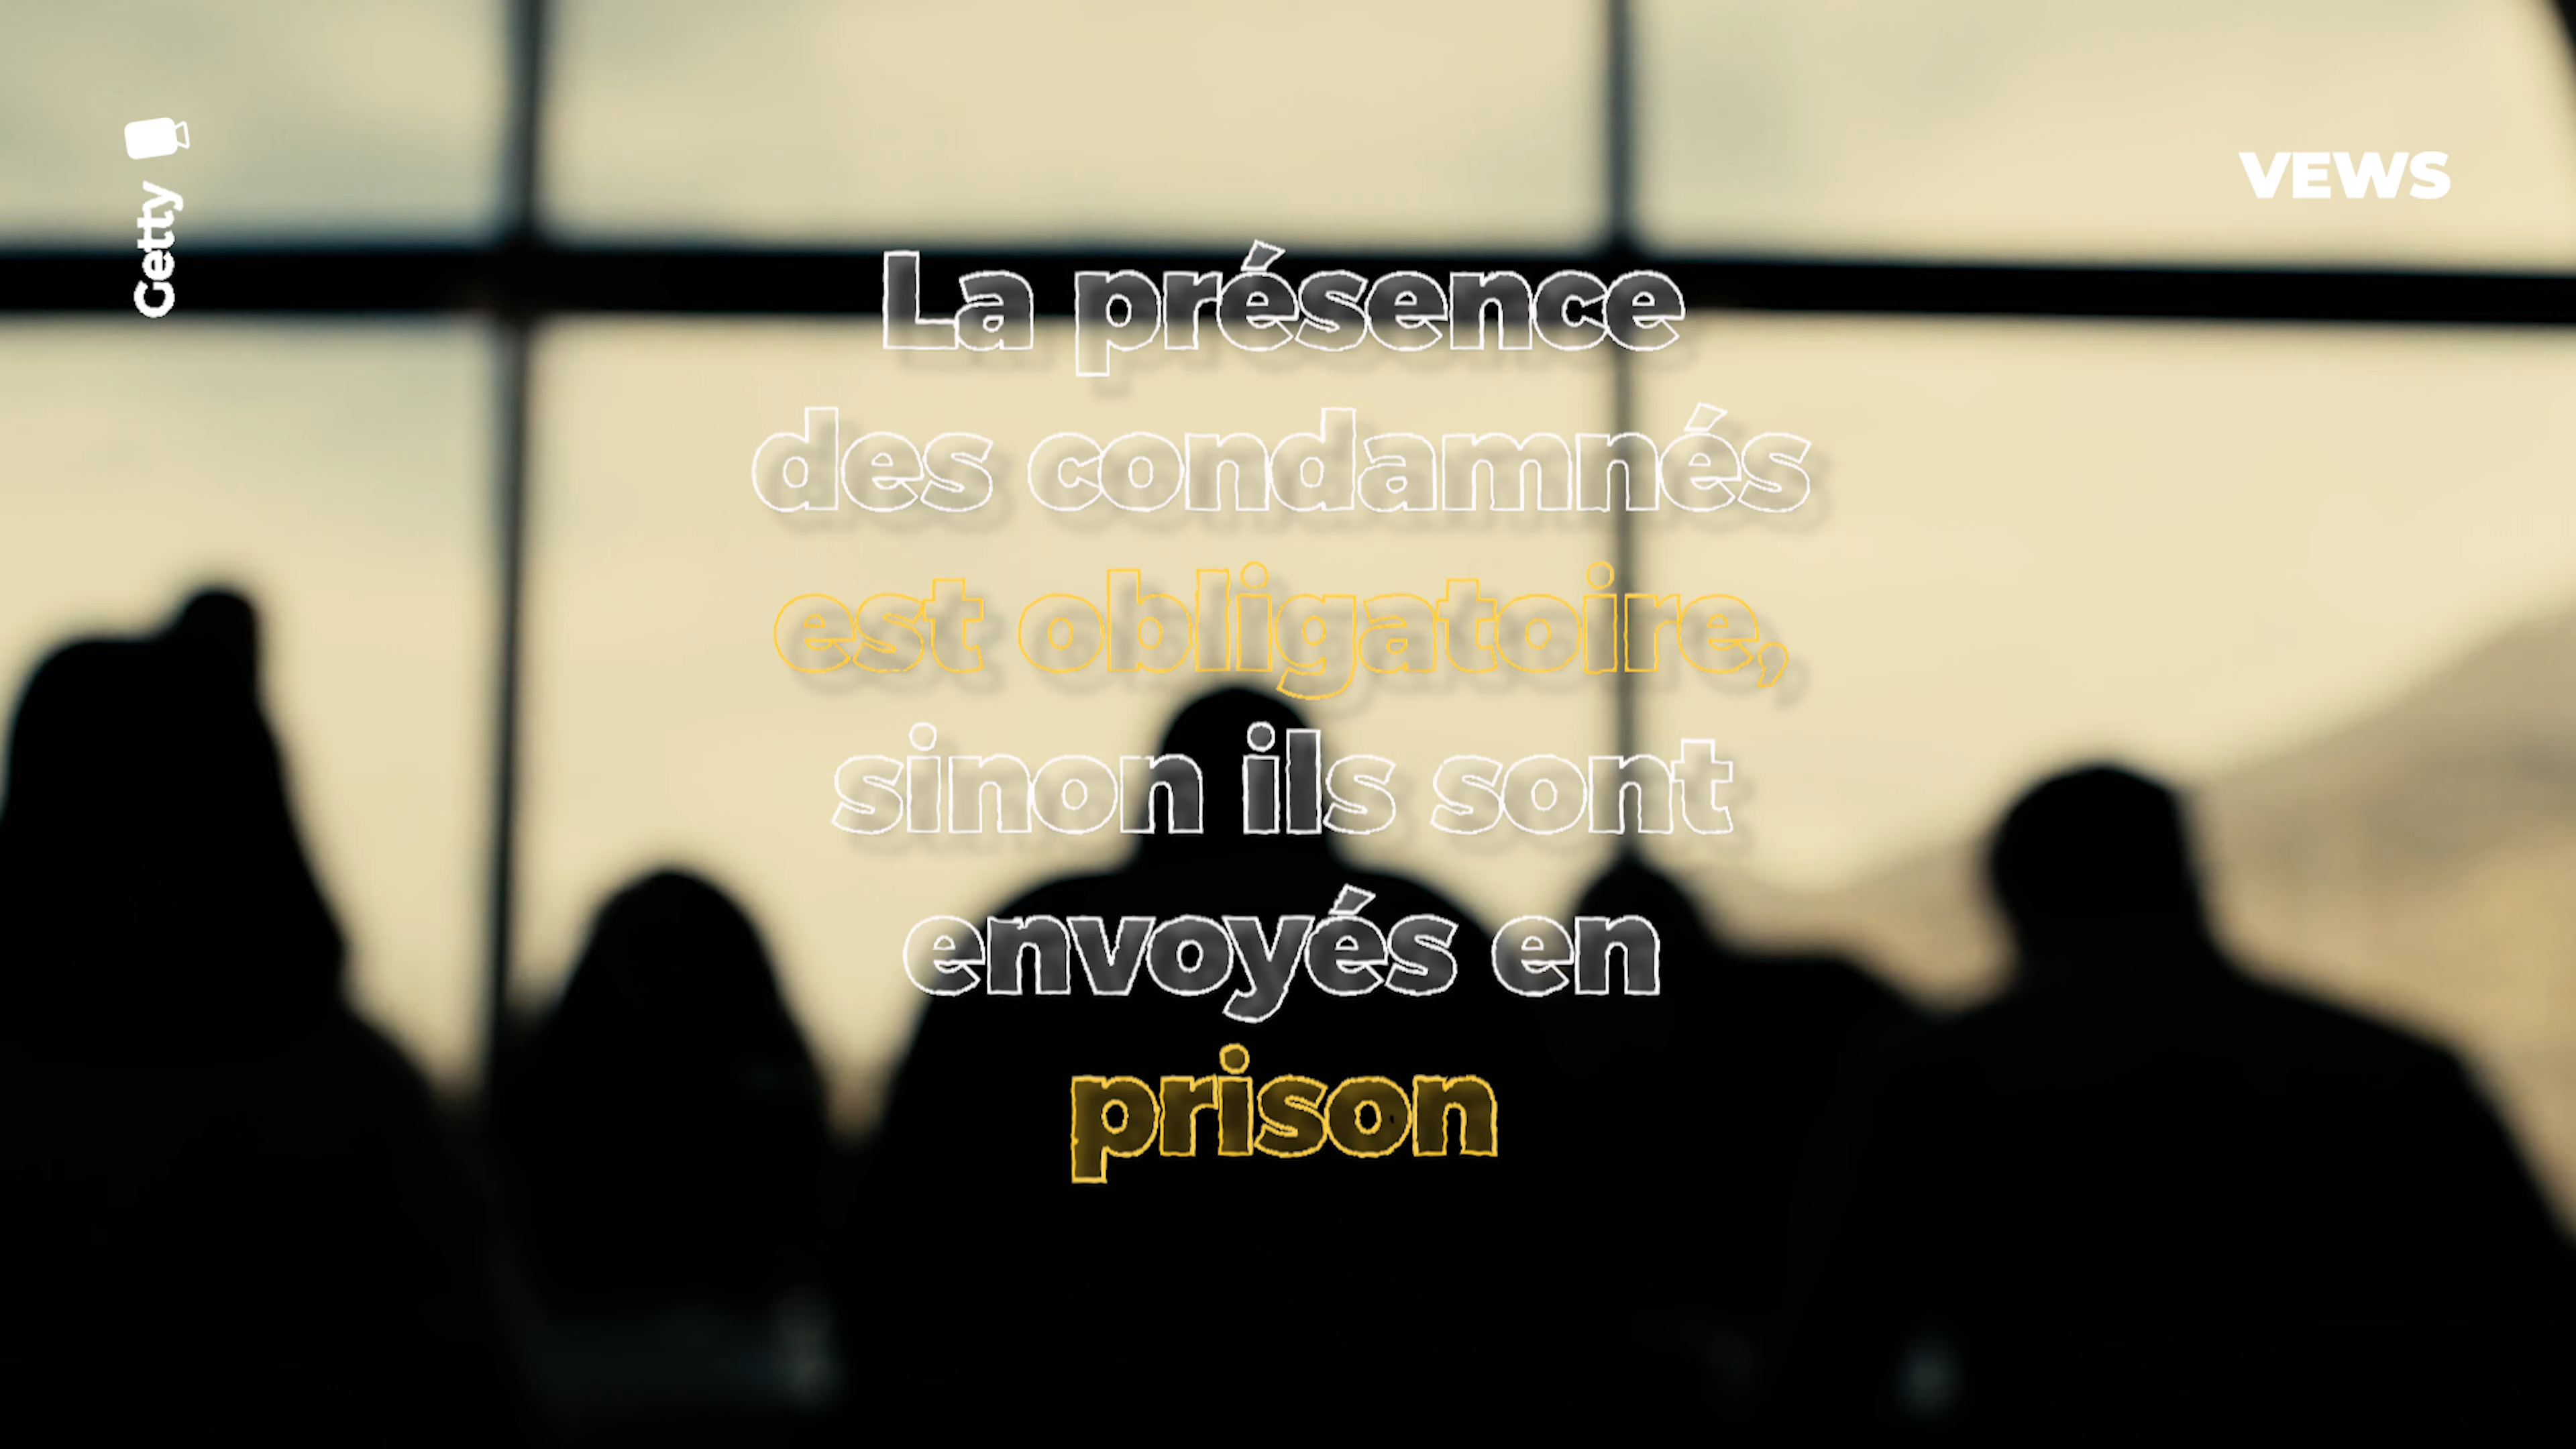 Getty
VEWS
La présence
des condamnés
est obligatoire,
sinon ils sont
envoyés en
prison